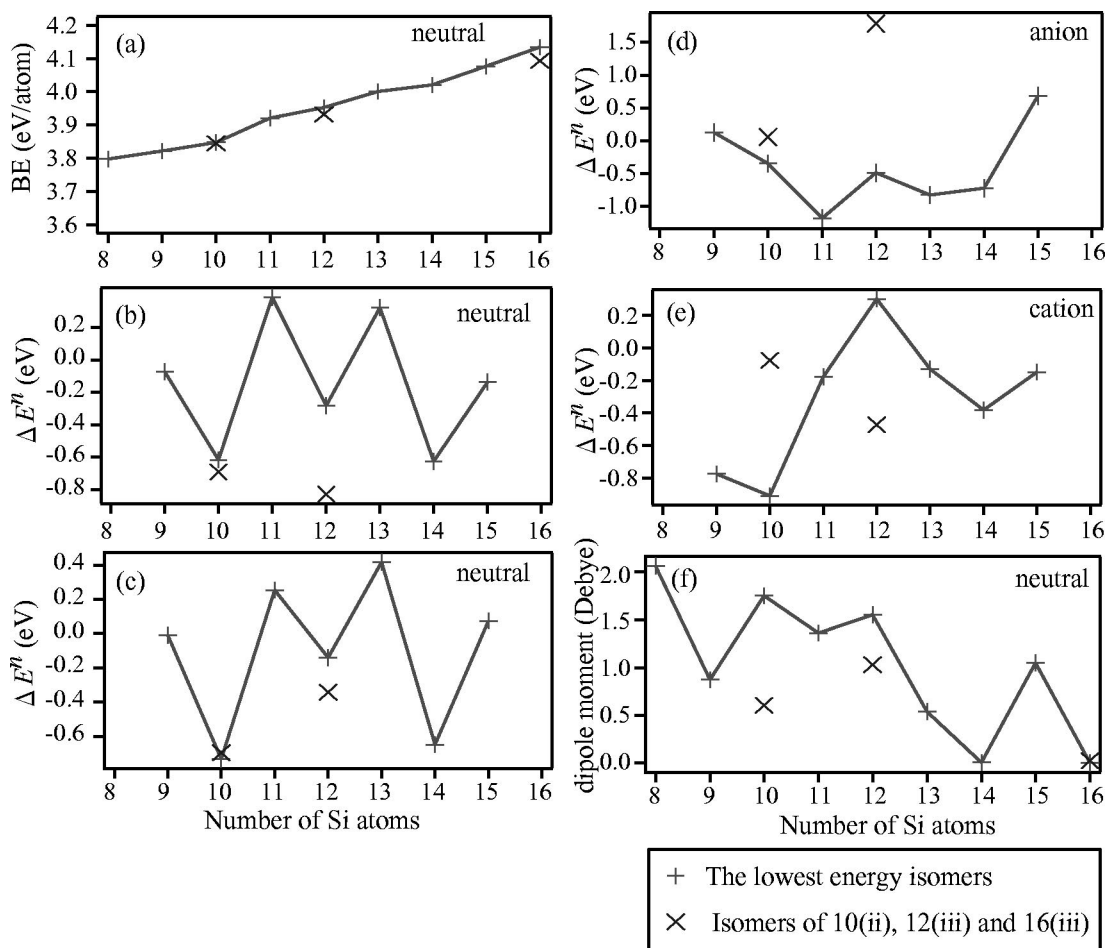 (a)
neutral
BE (eV/atom)
4.2
4.1
4.0
3.9
3.8
3.7
3.6
8 9 10 11 12 13 14 15 16
(b)
neutral
ΔEⁿ (eV)
0.2
0.0
-0.2
-0.4
-0.6
-0.8
8 9 10 11 12 13 14 15 16
(c)
neutral
ΔEⁿ (eV)
0.4
0.2
0.0
-0.2
-0.4
-0.6
8 9 10 11 12 13 14 15 16
Number of Si atoms
(d)
anion
ΔEⁿ (eV)
1.5
1.0
0.5
0.0
-0.5
-1.0
8 9 10 11 12 13 14 15 16
(e)
cation
ΔEⁿ (eV)
0.2
0.0
-0.2
-0.4
-0.6
-0.8
8 9 10 11 12 13 14 15 16
(f)
neutral
dipole moment (Debye)
2.0
1.5
1.0
0.5
0.0
8 9 10 11 12 13 14 15 16
Number of Si atoms
The lowest energy isomers
Isomers of 10(ii), 12(iii) and 16(iii)